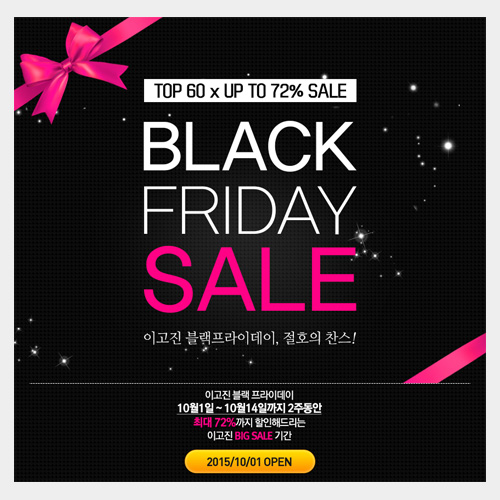 TOP 60 x UP TO 72% SALE
BLACK
FRIDAY
SALE
이고진 블랙프라이데이, 절호의 찬스!
이고진 블랙 프라이데이
10월1일 ~ 10월14일까지 2주동안
최대 72%까지 할인해드리는
이고진 BIG SALE 기간
2015/10/01 OPEN